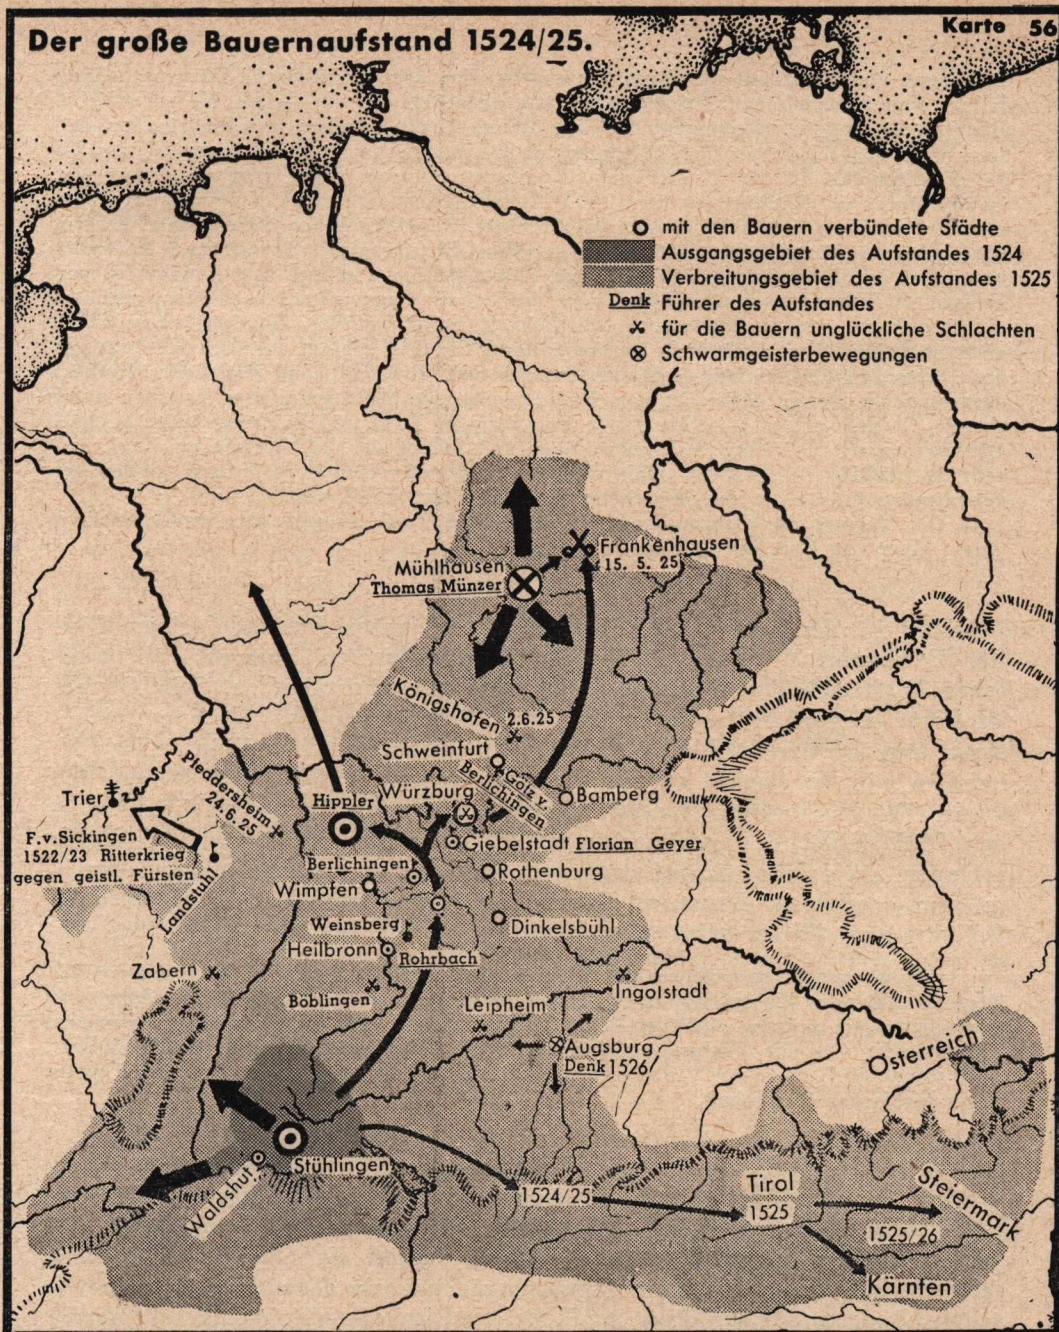 Karte 56
Der große Bauernaufstand 1524/25.
mit den Bauern verbündete Städte
Ausgangsgebiet des Aufstandes 1524
Verbreitungsgebiet des Aufstandes 1525
Denk Führer des Aufstandes
für die Bauern unglückliche Schlachten
Schwarmgeisterbewegungen
Frankenhausen
15. 5. 25
Mühlhausen
Thomas Münzer
Königshofen 2.6.25
Schweinfurt
Götz v.
Berlichingen
Pfeddersheim
24.6.25
Trier
Hippler
Würzburg
Bamberg
F.v.Sickingen
1522/23 Ritterkrieg
gegen geistl. Fürsten
Landstuhl
Giebelstadt Florian Geyer
Berlichingen
Rothenburg
Wimpfen
Weinsberg
Dinkelsbühl
Heilbronn
Rohrbach
Zabern
Böblingen
Ingolstadt
Leipheim
Augsburg
Denk 1526
Österreich
Stühlingen
Waldshut
1524/25
Tirol
1525
Steiermark
1525/26
Kärnten